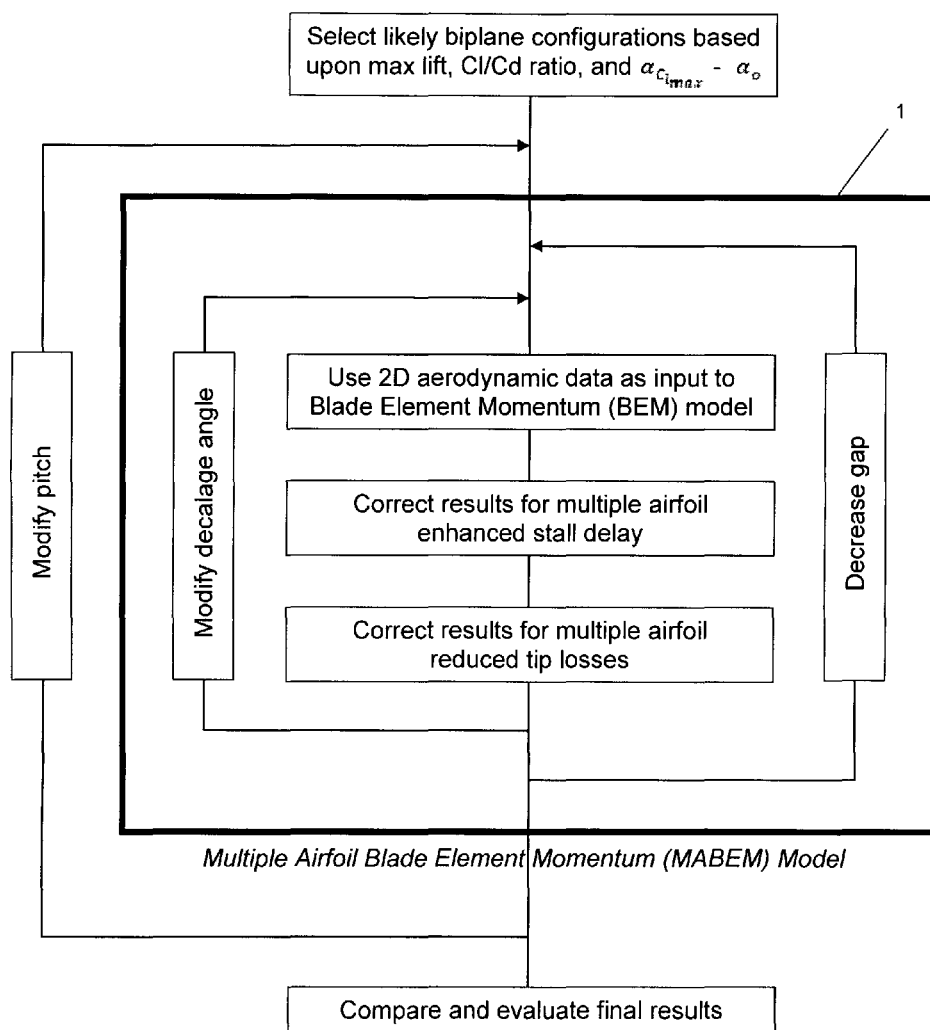 Select likely biplane configurations based
upon max lift, Cl/Cd ratio, and α_{C_{l_{max}}} - α_o
1
Use 2D aerodynamic data as input to
Blade Element Momentum (BEM) model
Modify pitch
Modify decalage angle
Decrease gap
Correct results for multiple airfoil
enhanced stall delay
Correct results for multiple airfoil
reduced tip losses
Multiple Airfoil Blade Element Momentum (MABEM) Model
Compare and evaluate final results